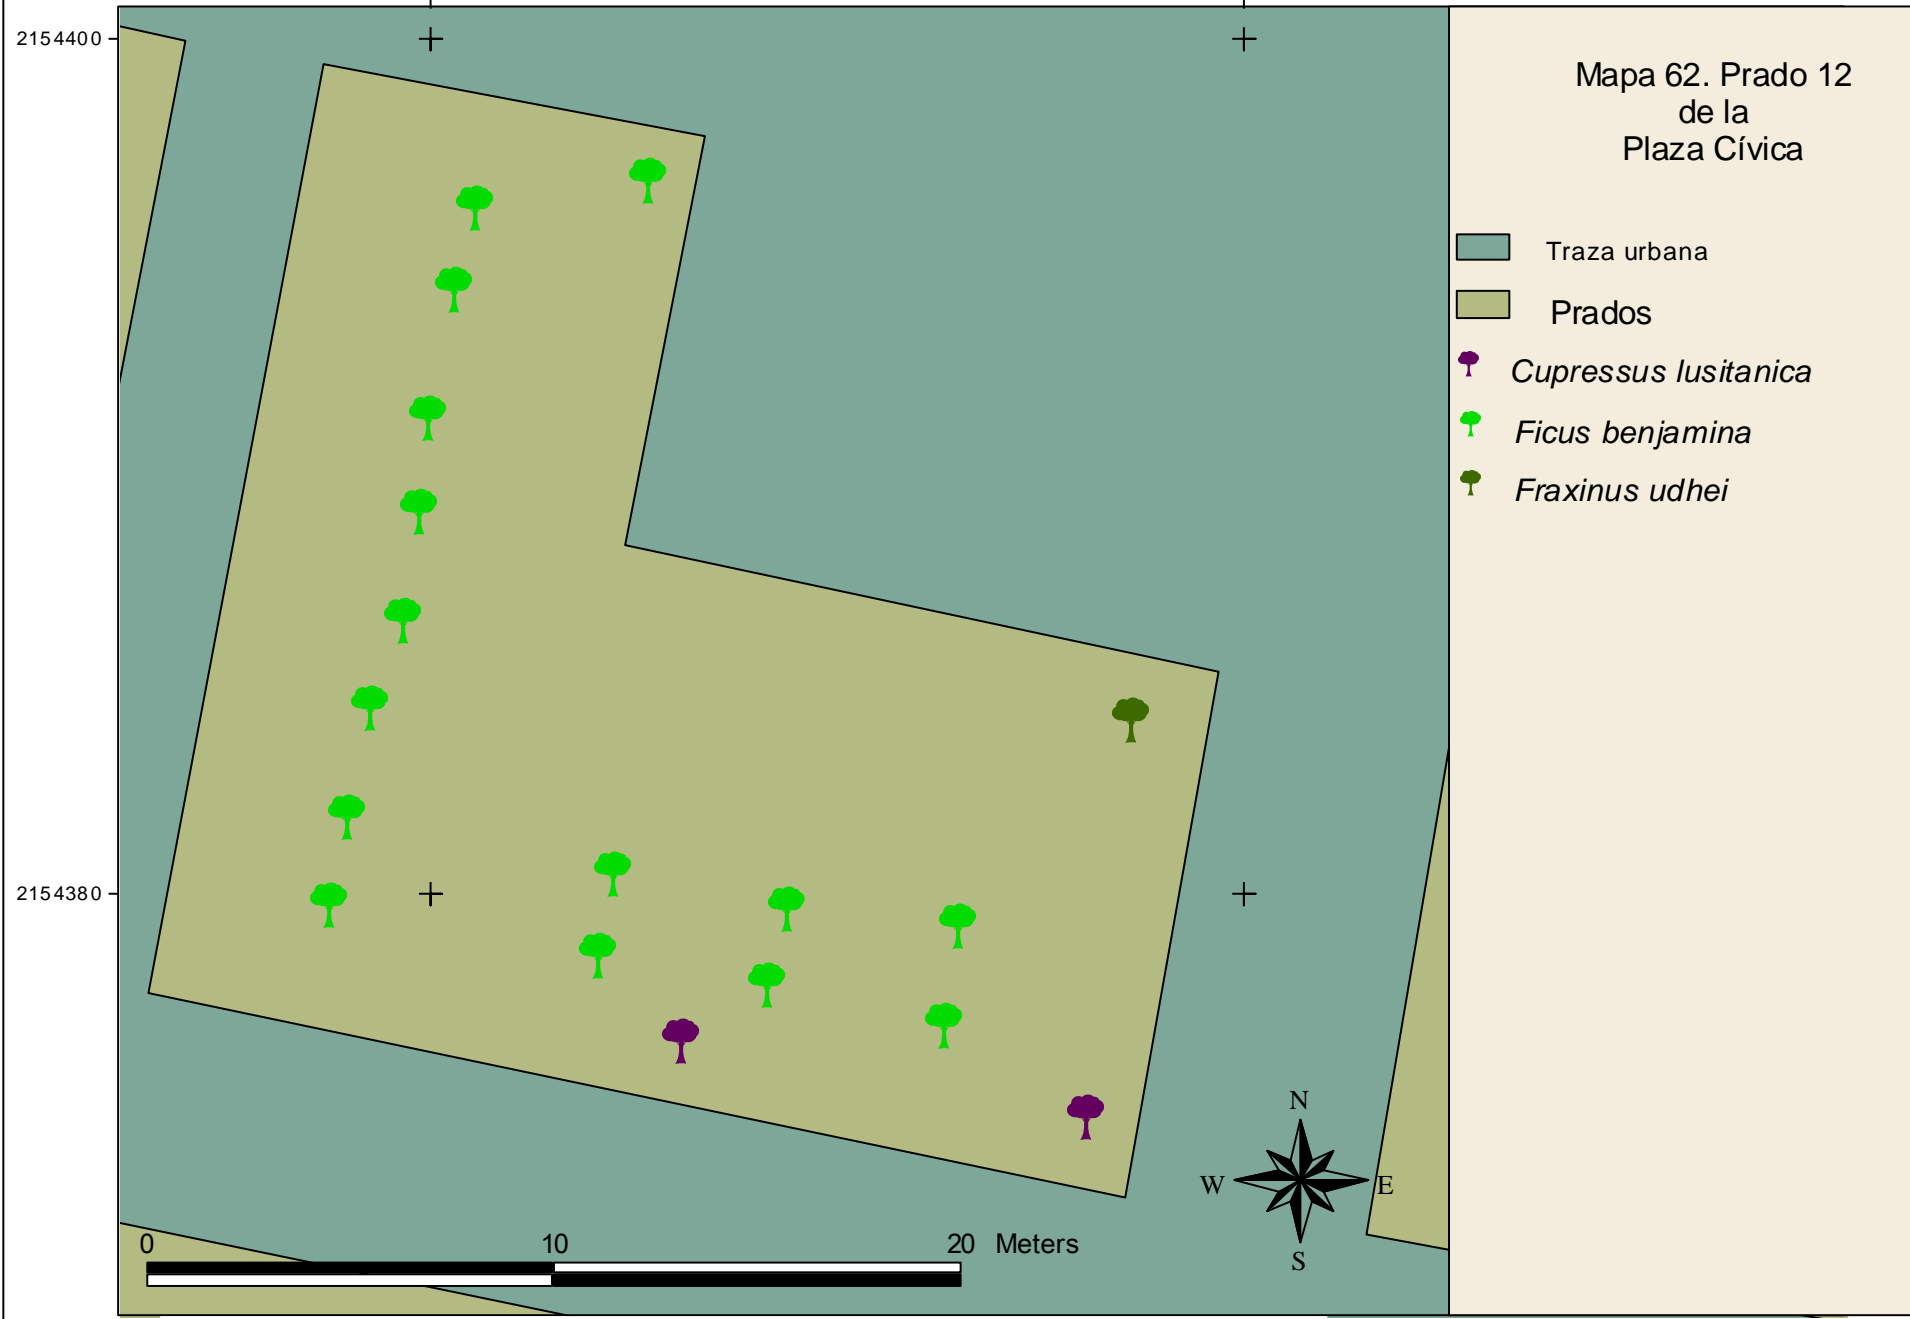 2154400
2154380
Mapa 62. Prado 12
de la
Plaza Cívica
Traza urbana
Prados
Cupressus lusitanica
Ficus benjamina
Fraxinus udhei
N
W E
S
0 10 20 Meters